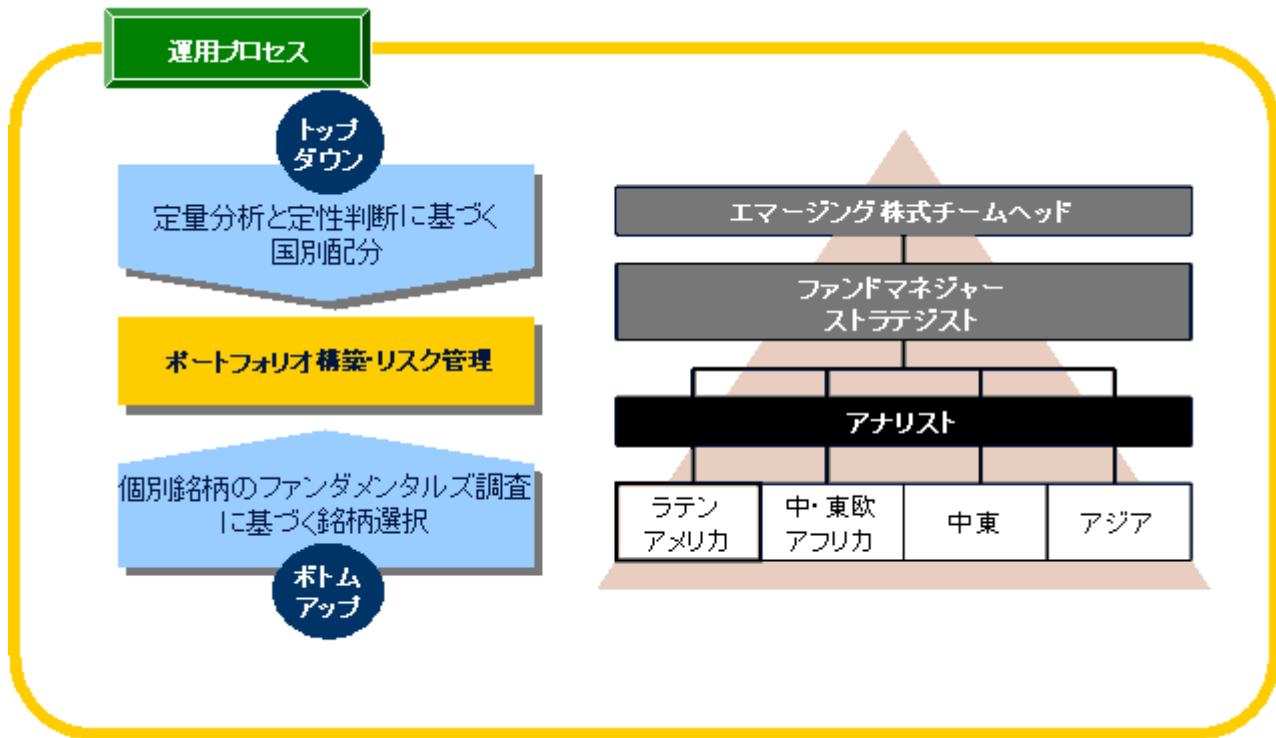 運用プロセス
トップ
ダウン
定量分析と定性判断に基づく
国別配分
ポートフォリオ構築・リスク管理
個別銘柄のファンダメンタルズ調査
に基づく銘柄選択
ボトム
アップ
エマージング株式チームヘッド
ファンドマネジャー
ストラテジスト
アナリスト
ラテン
アメリカ
中・東欧
アフリカ
中東
アジア